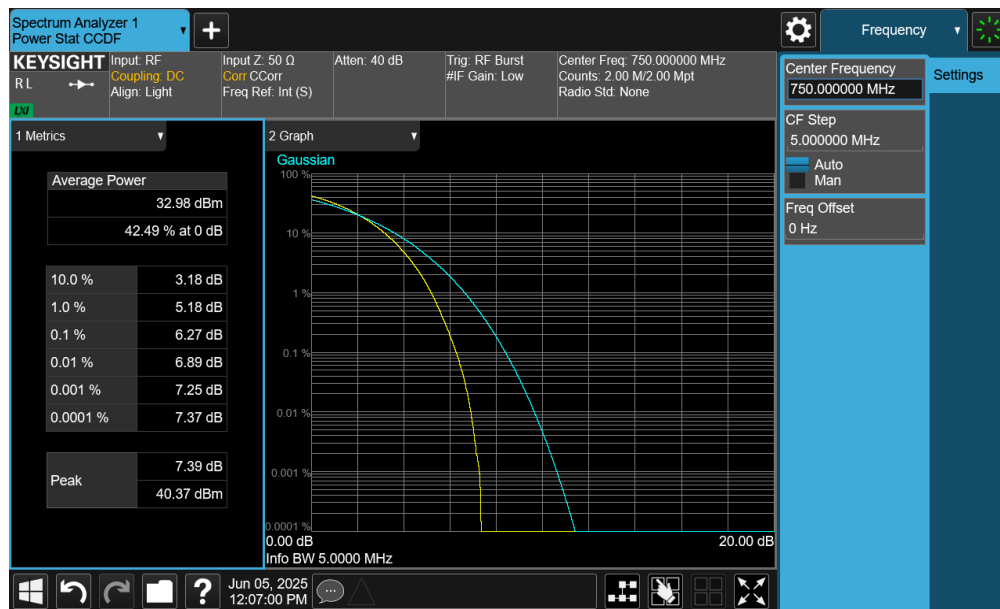 Spectrum Analyzer 1
Power Stat CCDF
Frequency
KEYSIGHT
R L
LXI
Input: RF
Coupling: DC
Align: Light
Input Z: 50 Ω
Corr CCorr
Freq Ref: Int (S)
Atten: 40 dB
Trig: RF Burst
#IF Gain: Low
Center Freq: 750.000000 MHz
Counts: 2.00 M/2.00 Mpt
Radio Std: None
Center Frequency
750.000000 MHz
Settings
CF Step
5.000000 MHz
Auto
Man
Freq Offset
0 Hz
1 Metrics
Average Power
32.98 dBm
42.49 % at 0 dB
10.0 % 3.18 dB
1.0 % 5.18 dB
0.1 % 6.27 dB
0.01 % 6.89 dB
0.001 % 7.25 dB
0.0001 % 7.37 dB
Peak
7.39 dB
40.37 dBm
2 Graph
Gaussian
100 %
10 %
1 %
0.1 %
0.01 %
0.001 %
0.0001 %
0.00 dB
20.00 dB
Info BW 5.0000 MHz
?
Jun 05, 2025
12:07:00 PM